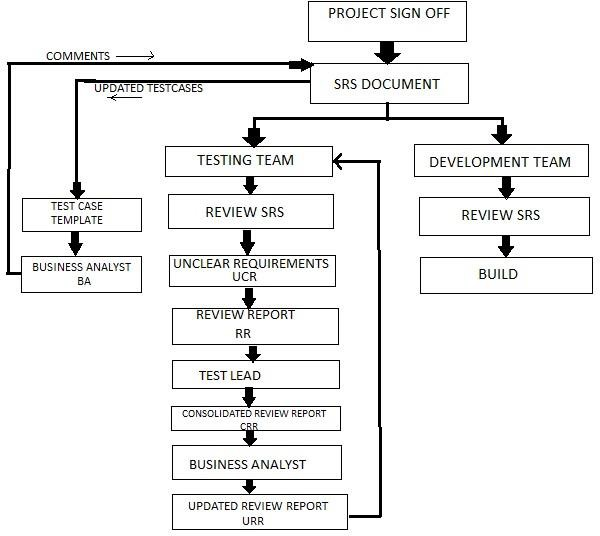 PROJECT SIGN OFF
COMMENTS
SRS DOCUMENT
UPDATED TESTCASES
TESTING TEAM
DEVELOPMENT TEAM
TEST CASE
TEMPLATE
REVIEW SRS
REVIEW SRS
BUSINESS ANALYST
BA
UNCLEAR REQUIREMENTS
UCR
BUILD
REVIEW REPORT
RR
TEST LEAD
CONSOLIDATED REVIEW REPORT
CRR
BUSINESS ANALYST
UPDATED REVIEW REPORT
URR